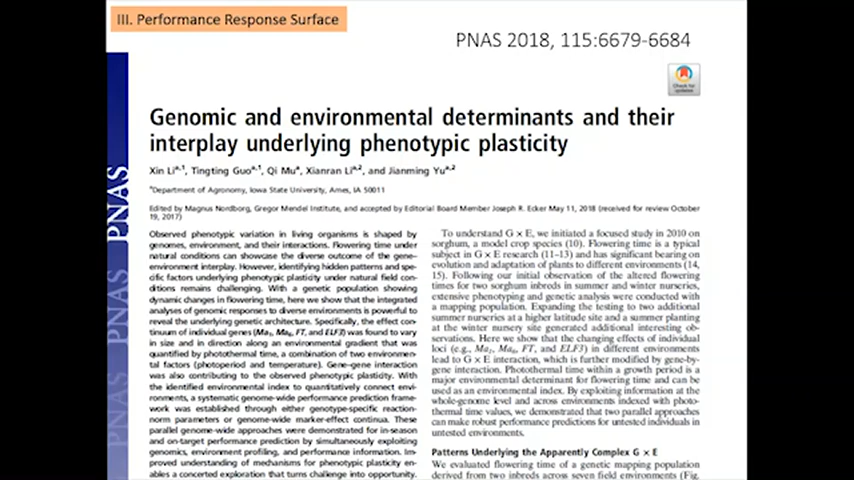 III. Performance Response Surface
PNAS 2018, 115:6679-6684
Check for updates
Genomic and environmental determinants and their
interplay underlying phenotypic plasticity
Xin Li^a,1, Tingting Guo^a,1, Qi Mu^a, Xianran Li^a,2, and Jianming Yu^a,2
^aDepartment of Agronomy, Iowa State University, Ames, IA 50011
Edited by Magnus Nordborg, Gregor Mendel Institute, and accepted by Editorial Board Member Joseph R. Ecker May 11, 2018 (received for review October
19, 2017)
Observed phenotypic variation in living organisms is shaped by
genomes, environment, and their interactions. Flowering time under
natural conditions can showcase the diverse outcome of the gene–
environment interplay. However, identifying hidden patterns and spe-
cific factors underlying phenotypic plasticity under natural field con-
ditions remains challenging. With a genetic population showing
dynamic changes in flowering time, here we show that the integrated
analyses of genomic responses to diverse environments is powerful to
reveal the underlying genetic architecture. Specifically, the effect con-
tinuum of individual genes (Ma1, Ma6, FT, and ELF3) was found to vary
in size and in direction along an environmental gradient that was
quantified by photothermal time, a combination of two environmen-
tal factors (photoperiod and temperature). Gene–gene interaction
was also contributing to the observed phenotypic plasticity. With
the identified environmental index to quantitatively connect envi-
ronments, a systematic genome-wide performance prediction frame-
work was established through either genotype-specific reaction-
norm parameters or genome-wide marker-effect continua. These
parallel genome-wide approaches were demonstrated for in-season
and on-target performance prediction by simultaneously exploiting
genomics, environment profiling, and performance information. Im-
proved understanding of mechanisms for phenotypic plasticity en-
ables a concerted exploration that turns challenge into opportunity.
To understand G × E, we initiated a focused study in 2010 on
sorghum, a model crop species (10). Flowering time is a typical
subject in G × E research (11–13) and has significant bearing on
evolution and adaptation of plants to different environments (14,
15). Following our initial observation of the altered flowering
times for two sorghum inbreds in summer and winter nurseries,
extensive phenotyping and genetic analysis were conducted with
a mapping population. Expanding the testing to two additional
summer nurseries at a higher latitude site and a summer planting
at the winter nursery site generated additional interesting ob-
servations. Here we show that the changing effects of individual
loci (e.g., Ma1, Ma6, FT, and ELF3) in different environments
lead to G × E interaction, which is further modified by gene-by-
gene interaction. Photothermal time within a growth period is a
major environmental determinant for flowering time and can be
used as an environmental index. By exploiting information at the
whole-genome level and across environments indexed with photo-
thermal time values, we demonstrated that two parallel approaches
can make robust performance predictions for untested individuals in
untested environments.
Patterns Underlying the Apparently Complex G × E
We evaluated flowering time of a genetic mapping population
derived from two inbreds across seven field environments (Fig.
PNAS
PNAS
PNAS
PNAS